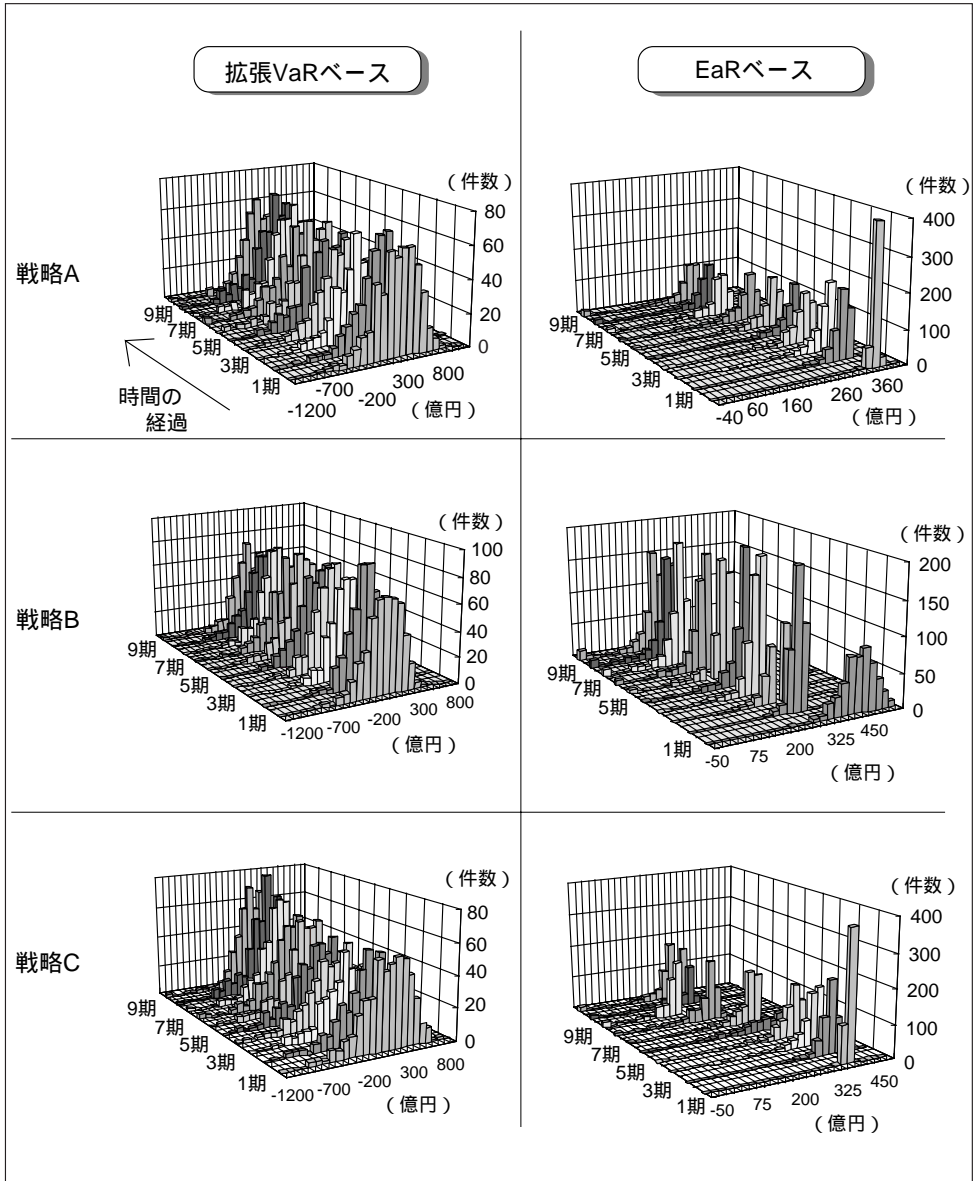 拡張VaRベース
EaRベース
戦略A
(件数)
80
60
40
20
0
9期
7期
5期
3期
1期
-1200
-700
-200
300
800
(億円)
時間の
経過
(件数)
400
300
200
100
0
9期
7期
5期
3期
1期
-40
60
160
260
360
(億円)
戦略B
(件数)
100
80
60
40
20
0
9期
7期
5期
3期
1期
-1200
-700
-200
300
800
(億円)
(件数)
200
150
100
50
0
9期
7期
5期
1期
-50
75
200
325
450
(億円)
戦略C
(件数)
80
60
40
20
0
9期
7期
5期
3期
1期
-1200
-700
-200
300
800
(億円)
(件数)
400
300
200
100
0
9期
7期
5期
3期
1期
-50
75
200
325
450
(億円)